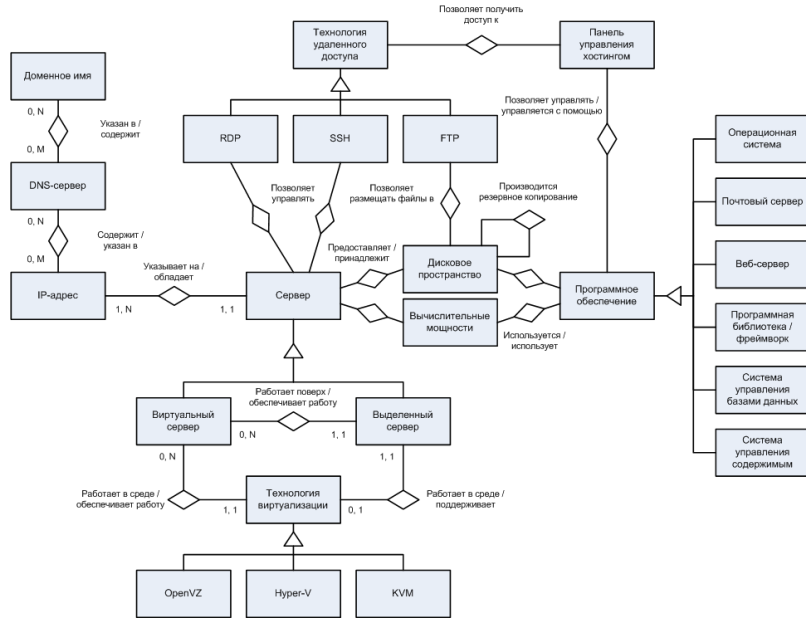 Позволяет получить
доступ к
Технология
удаленного
доступа
Панель
управления
хостингом
Доменное имя
0, N
Указан в /
содержит
0, M
DNS-сервер
0, N
Содержит /
указан в
0, M
IP-адрес
1, N
Указывает на /
обладает
1, 1
RDP
SSH
FTP
Позволяет
управлять
Позволяет
размещать файлы в
Производится
резервное копирование
Позволяет управлять /
управляется с помощью
Предоставляет /
принадлежит
Сервер
Дисковое
пространство
Вычислительные
мощности
Используется /
использует
Программное
обеспечение
Операционная
система
Почтовый сервер
Веб-сервер
Программная
библиотека /
фреймворк
Система
управления
базами данных
Система
управления
содержимым
Работает поверх /
обеспечивает работу
Виртуальный
сервер
0, N
1, 1
Выделенный
сервер
0, N
1, 1
Работает в среде /
обеспечивает работу
1, 1
Технология
виртуализации
0, 1
Работает в среде /
поддерживает
OpenVZ
Hyper-V
KVM